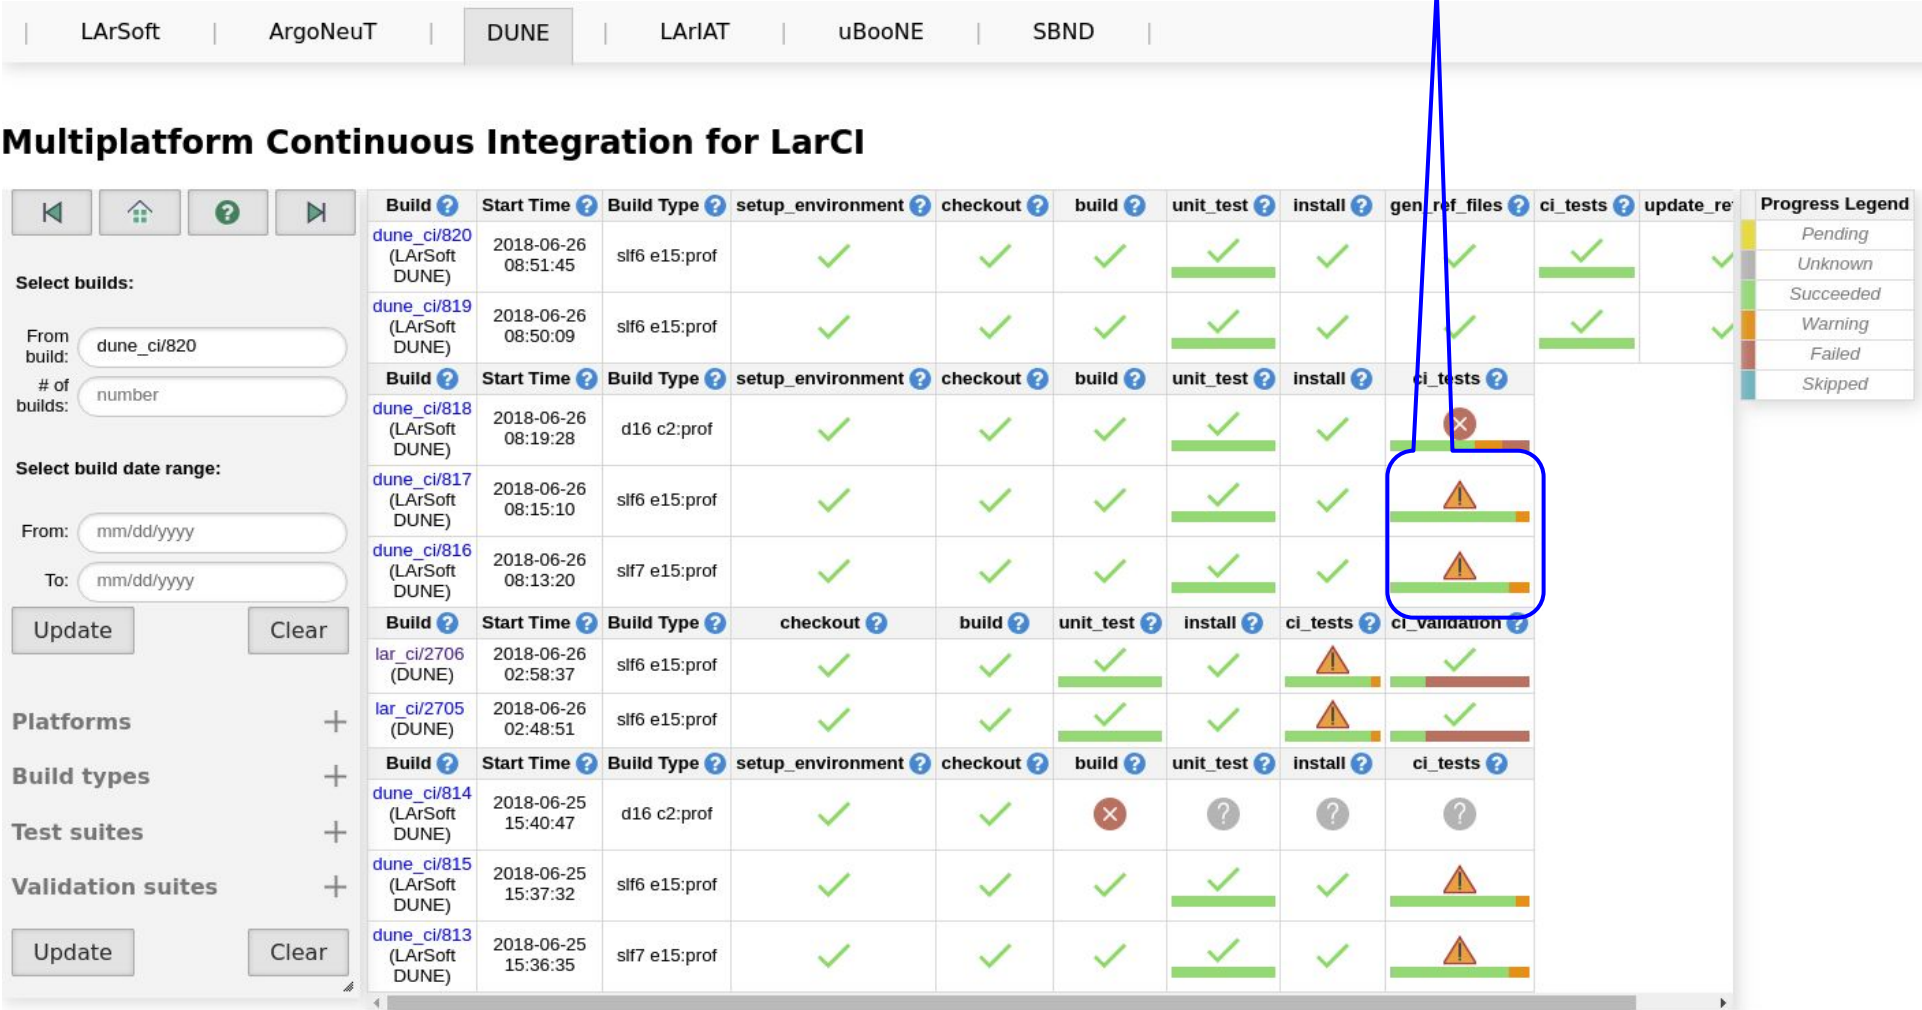 | LArSoft | ArgoNeuT | DUNE | LArIAT | uBooNE | SBND |
Multiplatform Continuous Integration for LarCI
?
Select builds:
From build: dune_ci/820
# of builds: number
Select build date range:
From: mm/dd/yyyy
To: mm/dd/yyyy
Update Clear
Platforms +
Build types +
Test suites +
Validation suites +
Update Clear
Build ? Start Time ? Build Type ? setup_environment ? checkout ? build ? unit_test ? install ? gen_ref_files ? ci_tests ? update_re
dune_ci/820 2018-06-26 slf6 e15:prof
(LArSoft 08:51:45
DUNE)
dune_ci/819 2018-06-26 slf6 e15:prof
(LArSoft 08:50:09
DUNE)
Build ? Start Time ? Build Type ? setup_environment ? checkout ? build ? unit_test ? install ? ci_tests ?
dune_ci/818 2018-06-26 d16 c2:prof
(LArSoft 08:19:28
DUNE)
dune_ci/817 2018-06-26 slf6 e15:prof
(LArSoft 08:15:10
DUNE)
dune_ci/816 2018-06-26 slf7 e15:prof
(LArSoft 08:13:20
DUNE)
Build ? Start Time ? Build Type ? checkout ? build ? unit_test ? install ? ci_tests ? ci_validation ?
lar_ci/2706 2018-06-26 slf6 e15:prof
(DUNE) 02:58:37
lar_ci/2705 2018-06-26 slf6 e15:prof
(DUNE) 02:48:51
Build ? Start Time ? Build Type ? setup_environment ? checkout ? build ? unit_test ? install ? ci_tests ?
dune_ci/814 2018-06-25 d16 c2:prof ? ? ?
(LArSoft 15:40:47
DUNE)
dune_ci/815 2018-06-25 slf6 e15:prof
(LArSoft 15:37:32
DUNE)
dune_ci/813 2018-06-25 slf7 e15:prof
(LArSoft 15:36:35
DUNE)
Progress Legend
Pending
Unknown
Succeeded
Warning
Failed
Skipped